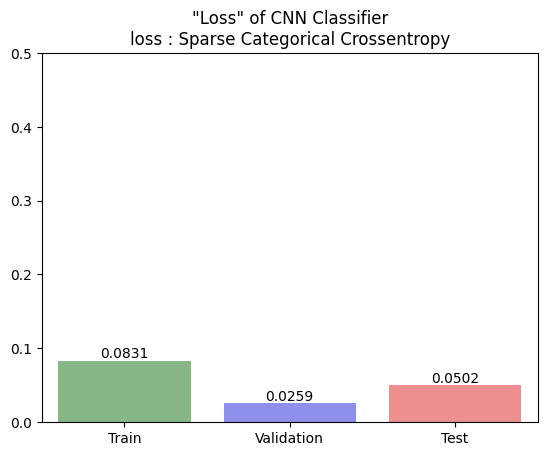 "Loss" of CNN Classifier
loss : Sparse Categorical Crossentropy
0.5
0.4
0.3
0.2
0.1
0.0
0.0831
0.0259
0.0502
Train
Validation
Test